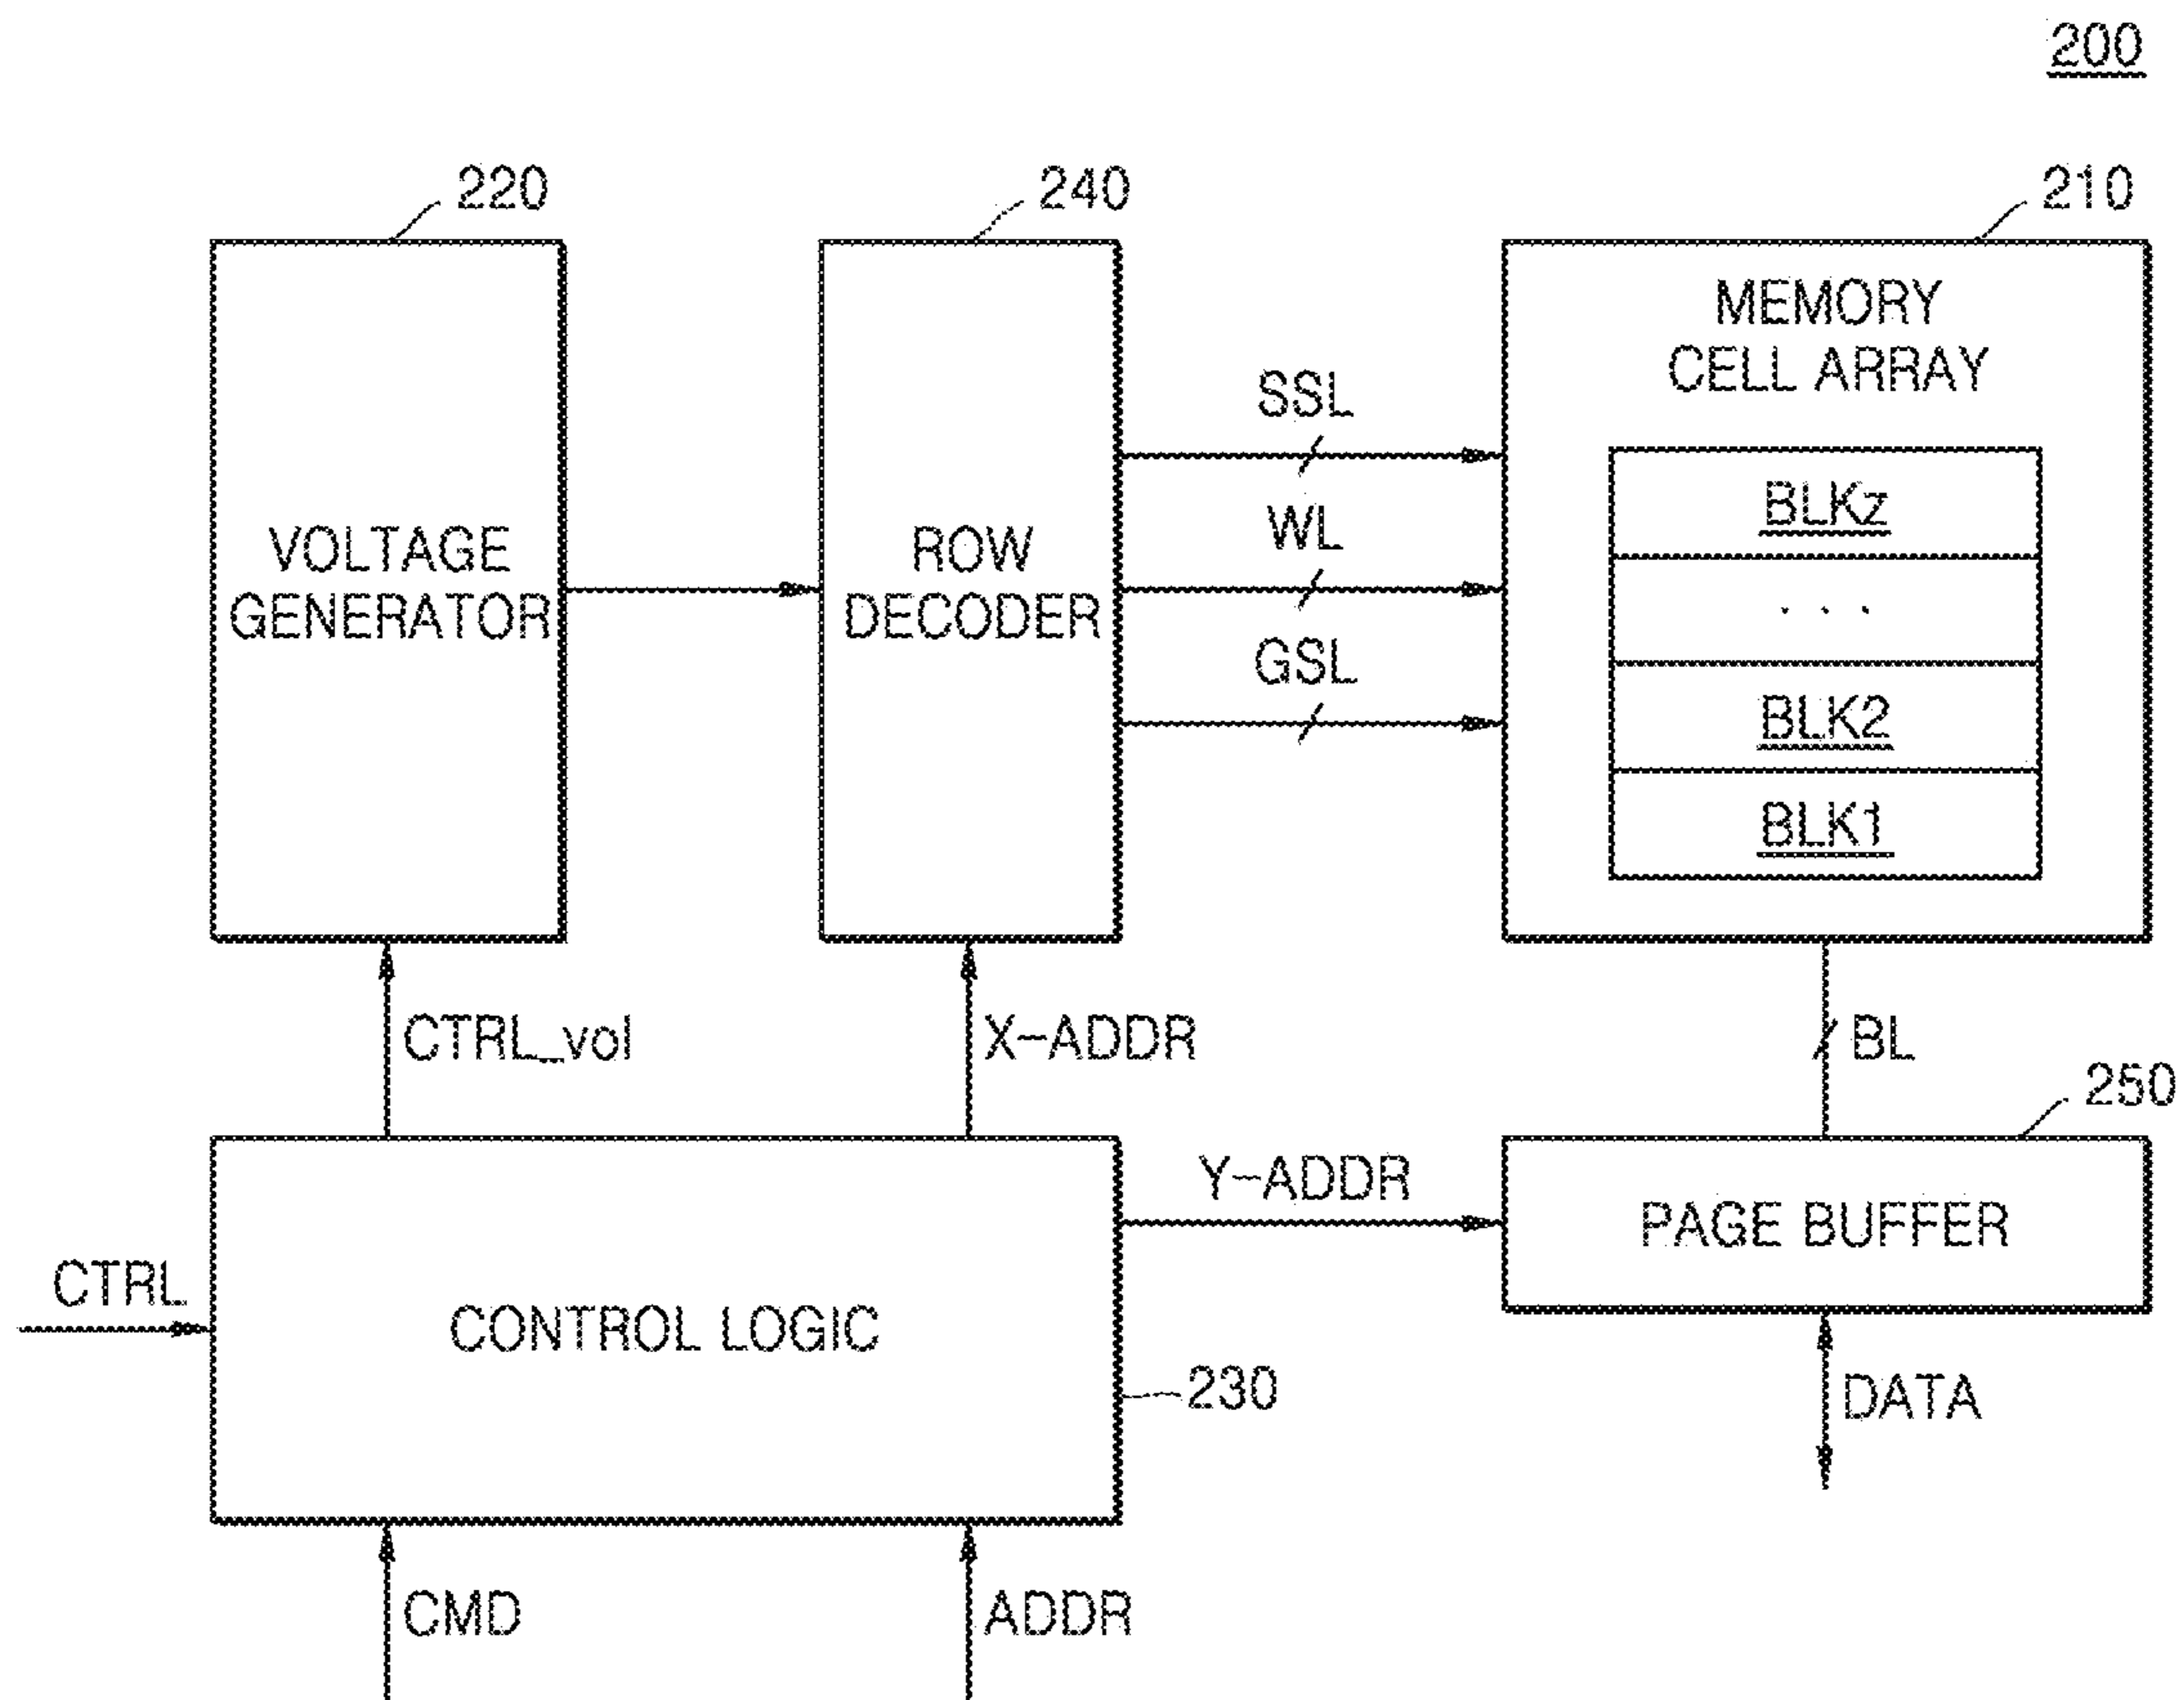 200
220
240
210
MEMORY
CELL ARRAY
SSL
BLKz
WL
VOLTAGE
GENERATOR
ROW
DECODER
. . .
GSL
BLK2
BLK1
CTRL_vol
X-ADDR
BL
250
Y-ADDR
PAGE BUFFER
CTRL
CONTROL LOGIC
230
DATA
CMD
ADDR